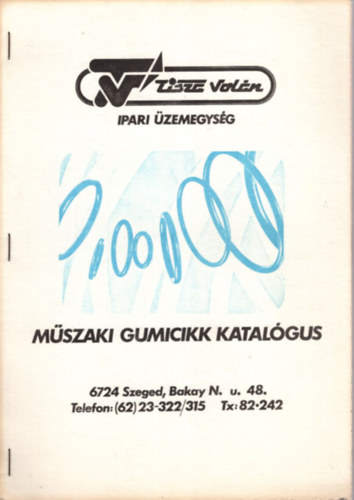 Tisza Volán
IPARI ÜZEMEGYSÉG
MŰSZAKI GUMICIKK KATALÓGUS
6724 Szeged, Bakay N. u. 48.
Telefon: (62) 23-322/315 Tx: 82-242